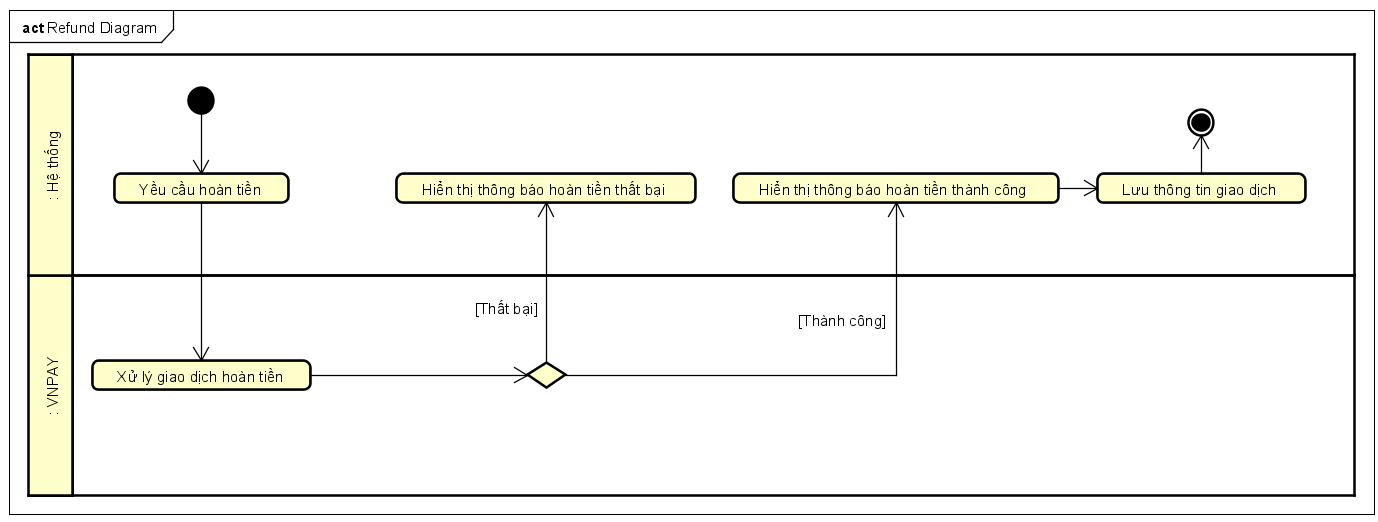 act Refund Diagram
: Hệ thống
Yều cầu hoàn tiền
Hiển thị thông báo hoàn tiền thất bại
Hiển thị thông báo hoàn tiền thành công
Lưu thông tin giao dịch
[Thất bại]
[Thành công]
: VNPAY
Xử lý giao dịch hoàn tiền